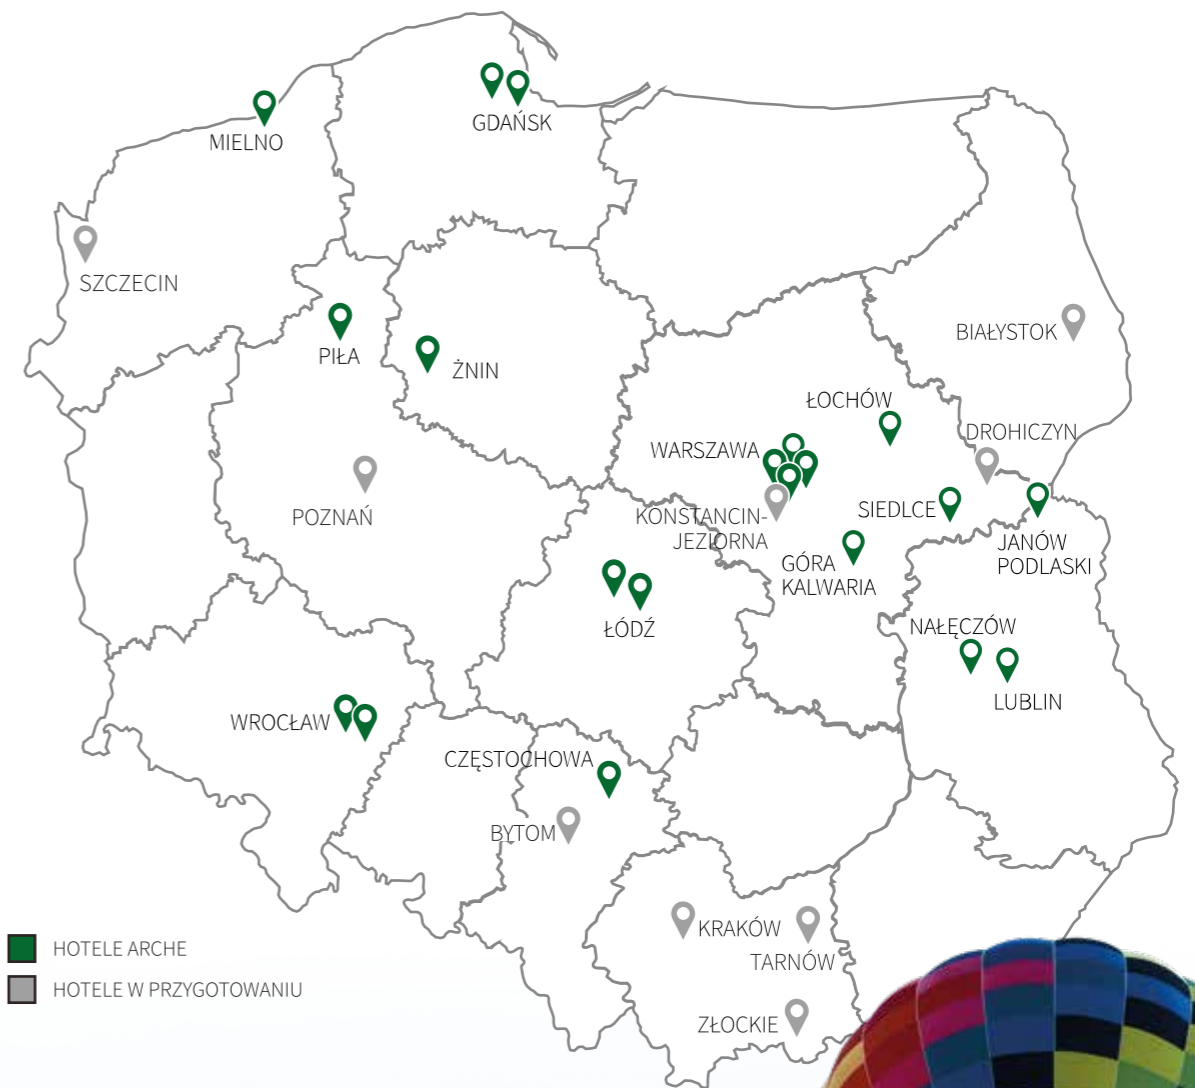 GDAŃSK
MIELNO
SZCZECIN
BIAŁYSTOK
PIŁA
ŻNIN
ŁOCHÓW
DROHICZYN
WARSZAWA
POZNAŃ
KONSTANCIN-
JEZIORNA
SIEDLCE
JANÓW
PODLASKI
GÓRA
KALWARIA
ŁÓDŹ
NAŁĘCZÓW
LUBLIN
WROCŁAW
CZĘSTOCHOWA
BYTOM
KRAKÓW
TARNÓW
ZŁOCKIE
HOTELE ARCHE
HOTELE W PRZYGOTOWANIU